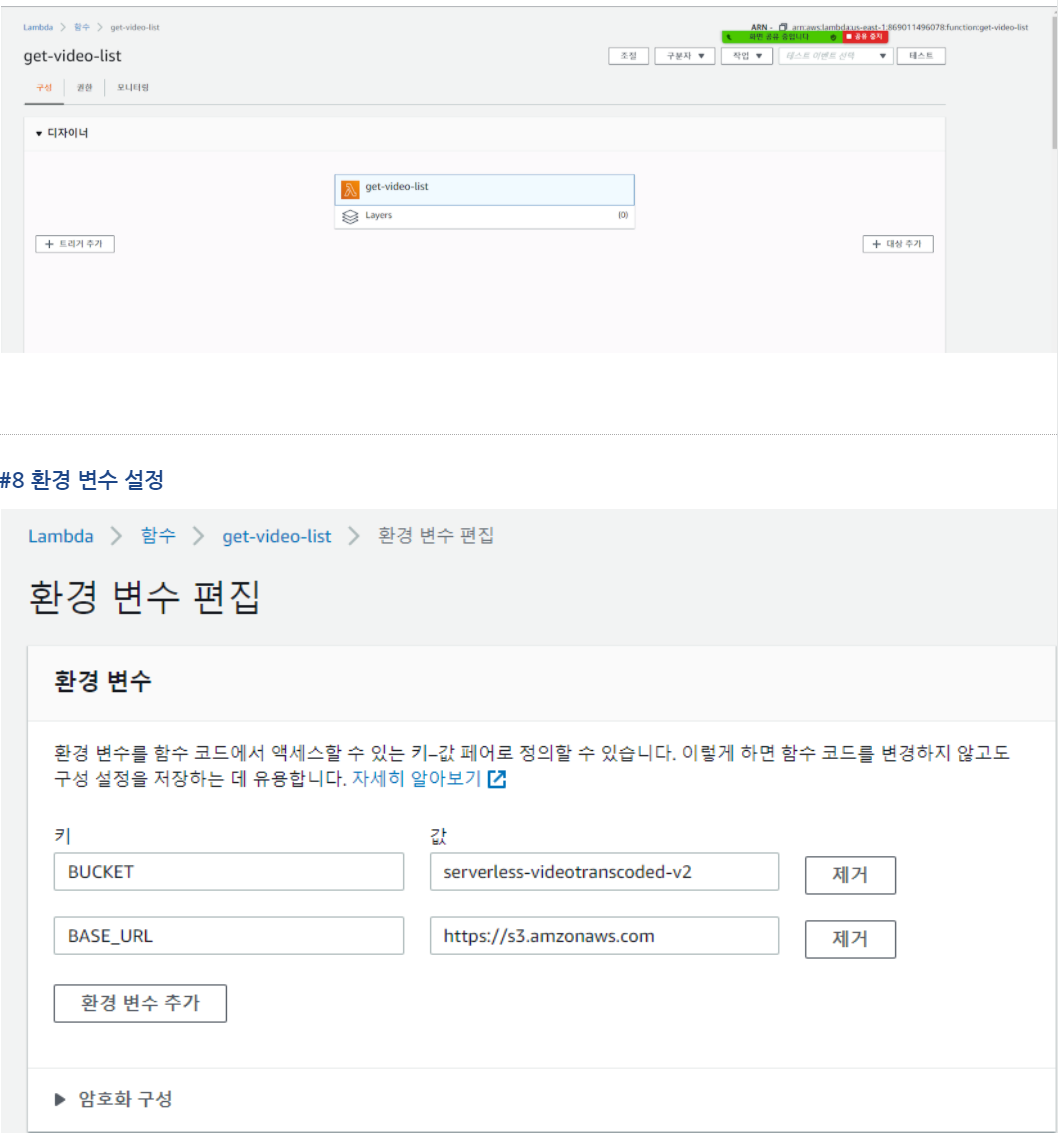 Lambda > 함수 > get-video-list
ARN - arn:aws:lambda:us-east-1:869011496078:function:get-video-list
화면 공유 중입니다 공유 중지
get-video-list
조절 구분자 ▼ 작업 ▼ 테스트 이벤트 선택 ▼ 테스트
구성 권한 모니터링
▼ 디자이너
get-video-list
Layers (0)
+ 트리거 추가 + 대상 추가
#8 환경 변수 설정
Lambda > 함수 > get-video-list > 환경 변수 편집
환경 변수 편집
환경 변수
환경 변수를 함수 코드에서 액세스할 수 있는 키-값 페어로 정의할 수 있습니다. 이렇게 하면 함수 코드를 변경하지 않고도
구성 설정을 저장하는 데 유용합니다. 자세히 알아보기
키 값
BUCKET serverless-videotranscoded-v2 제거
BASE_URL https://s3.amzonaws.com 제거
환경 변수 추가
▶ 암호화 구성